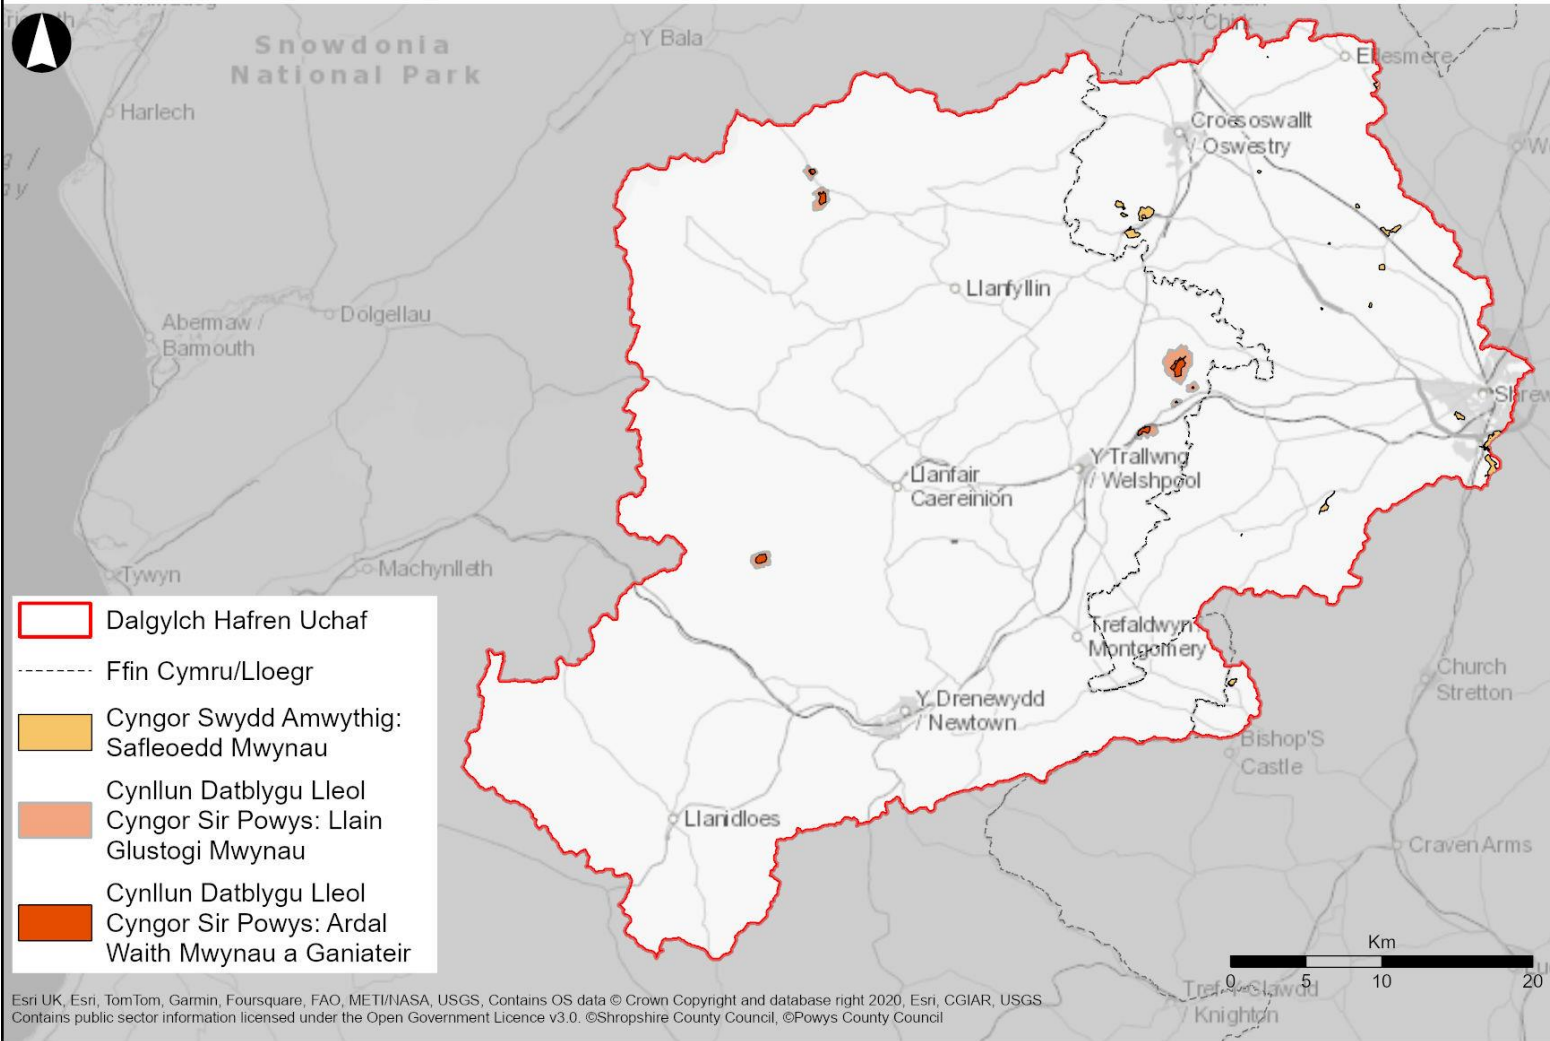 Chirk
Snowdonia
National Park
Y Bala
Ellesmere
Harlech
Croesoswallt
/ Oswestry
Llanfyllin
Abermaw /
Barmouth
Dolgellau
Y Trallwng
/ Welshpool
Llanfair
Caereinion
Tywyn
Machynlleth
Trefaldwyn
Montgomery
Church
Stretton
Y Drenewydd
/ Newtown
Bishop'S
Castle
Llanidloes
Craven Arms
Tref-Y-Clawdd
/ Knighton
Dalgylch Hafren Uchaf
Ffin Cymru/Lloegr
Cyngor Swydd Amwythig:
Safleoedd Mwynau
Cynllun Datblygu Lleol
Cyngor Sir Powys: Llain
Glustogi Mwynau
Cynllun Datblygu Lleol
Cyngor Sir Powys: Ardal
Waith Mwynau a Ganiateir
Km
0 5 10 20
Esri UK, Esri, TomTom, Garmin, Foursquare, FAO, METI/NASA, USGS, Contains OS data © Crown Copyright and database right 2020, Esri, CGIAR, USGS
Contains public sector information licensed under the Open Government Licence v3.0. ©Shropshire County Council, ©Powys County Council